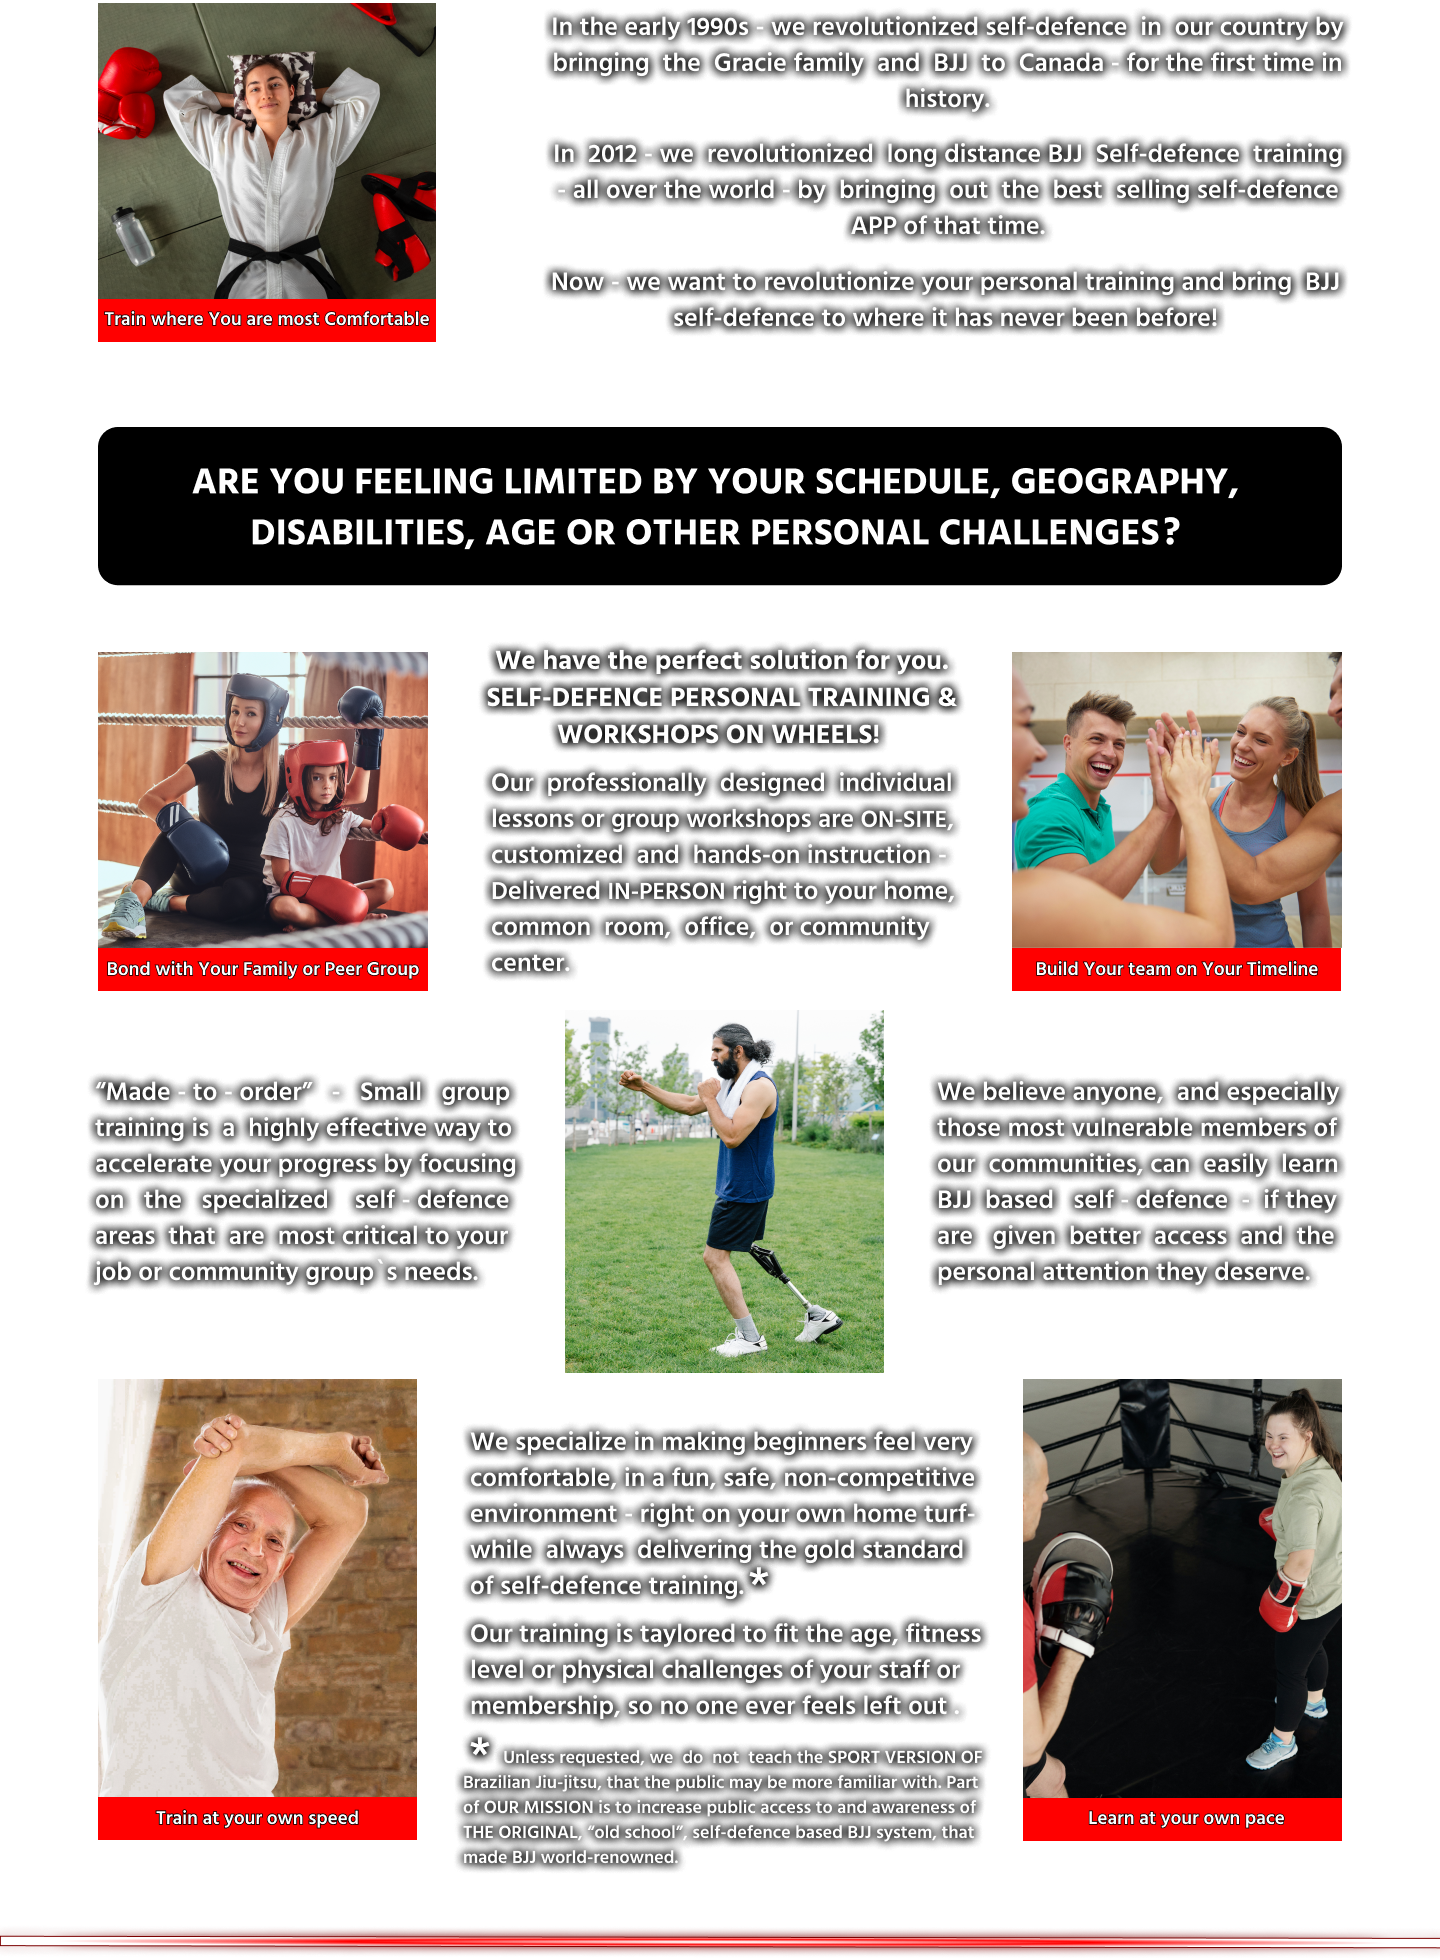 In the early 1990s - we revolutionized self-defence in our country by
bringing the Gracie family and BJJ to Canada - for the first time in
history.
In 2012 - we revolutionized long distance BJJ Self-defence training
- all over the world - by bringing out the best selling self-defence
APP of that time.
Now - we want to revolutionize your personal training and bring BJJ
self-defence to where it has never been before!
Train where You are most Comfortable
ARE YOU FEELING LIMITED BY YOUR SCHEDULE, GEOGRAPHY,
DISABILITIES, AGE OR OTHER PERSONAL CHALLENGES?
We have the perfect solution for you.
SELF-DEFENCE PERSONAL TRAINING &
WORKSHOPS ON WHEELS!
Our professionally designed individual
lessons or group workshops are ON-SITE,
customized and hands-on instruction -
Delivered IN-PERSON right to your home,
common room, office, or community
center.
Bond with Your Family or Peer Group
Build Your team on Your Timeline
“Made - to - order” - Small group
training is a highly effective way to
accelerate your progress by focusing
on the specialized self - defence
areas that are most critical to your
job or community group`s needs.
We believe anyone, and especially
those most vulnerable members of
our communities, can easily learn
BJJ based self - defence - if they
are given better access and the
personal attention they deserve.
We specialize in making beginners feel very
comfortable, in a fun, safe, non-competitive
environment - right on your own home turf-
while always delivering the gold standard
of self-defence training.*
Our training is taylored to fit the age, fitness
level or physical challenges of your staff or
membership, so no one ever feels left out .
* Unless requested, we do not teach the SPORT VERSION OF
Brazilian Jiu-jitsu, that the public may be more familiar with. Part
of OUR MISSION is to increase public access to and awareness of
THE ORIGINAL, “old school”, self-defence based BJJ system, that
made BJJ world-renowned.
Train at your own speed
Learn at your own pace